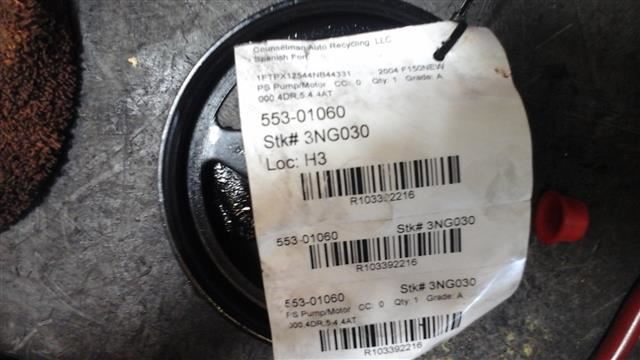 Counselman Auto Recycling, LLC
Spanish Fort
1FTPX12544NB44331 2004 F150NEW
PS Pump/Motor CC: 0 Qty: 1 Grade: A
000,4DR,5.4,4AT
553-01060
Stk# 3NG030
Loc: H3
R103392216
553-01060 Stk# 3NG030
R103392216
553-01060 Stk# 3NG030
PS Pump/Motor CC: 0 Qty: 1 Grade: A
000,4DR,5.4,4AT
R103392216